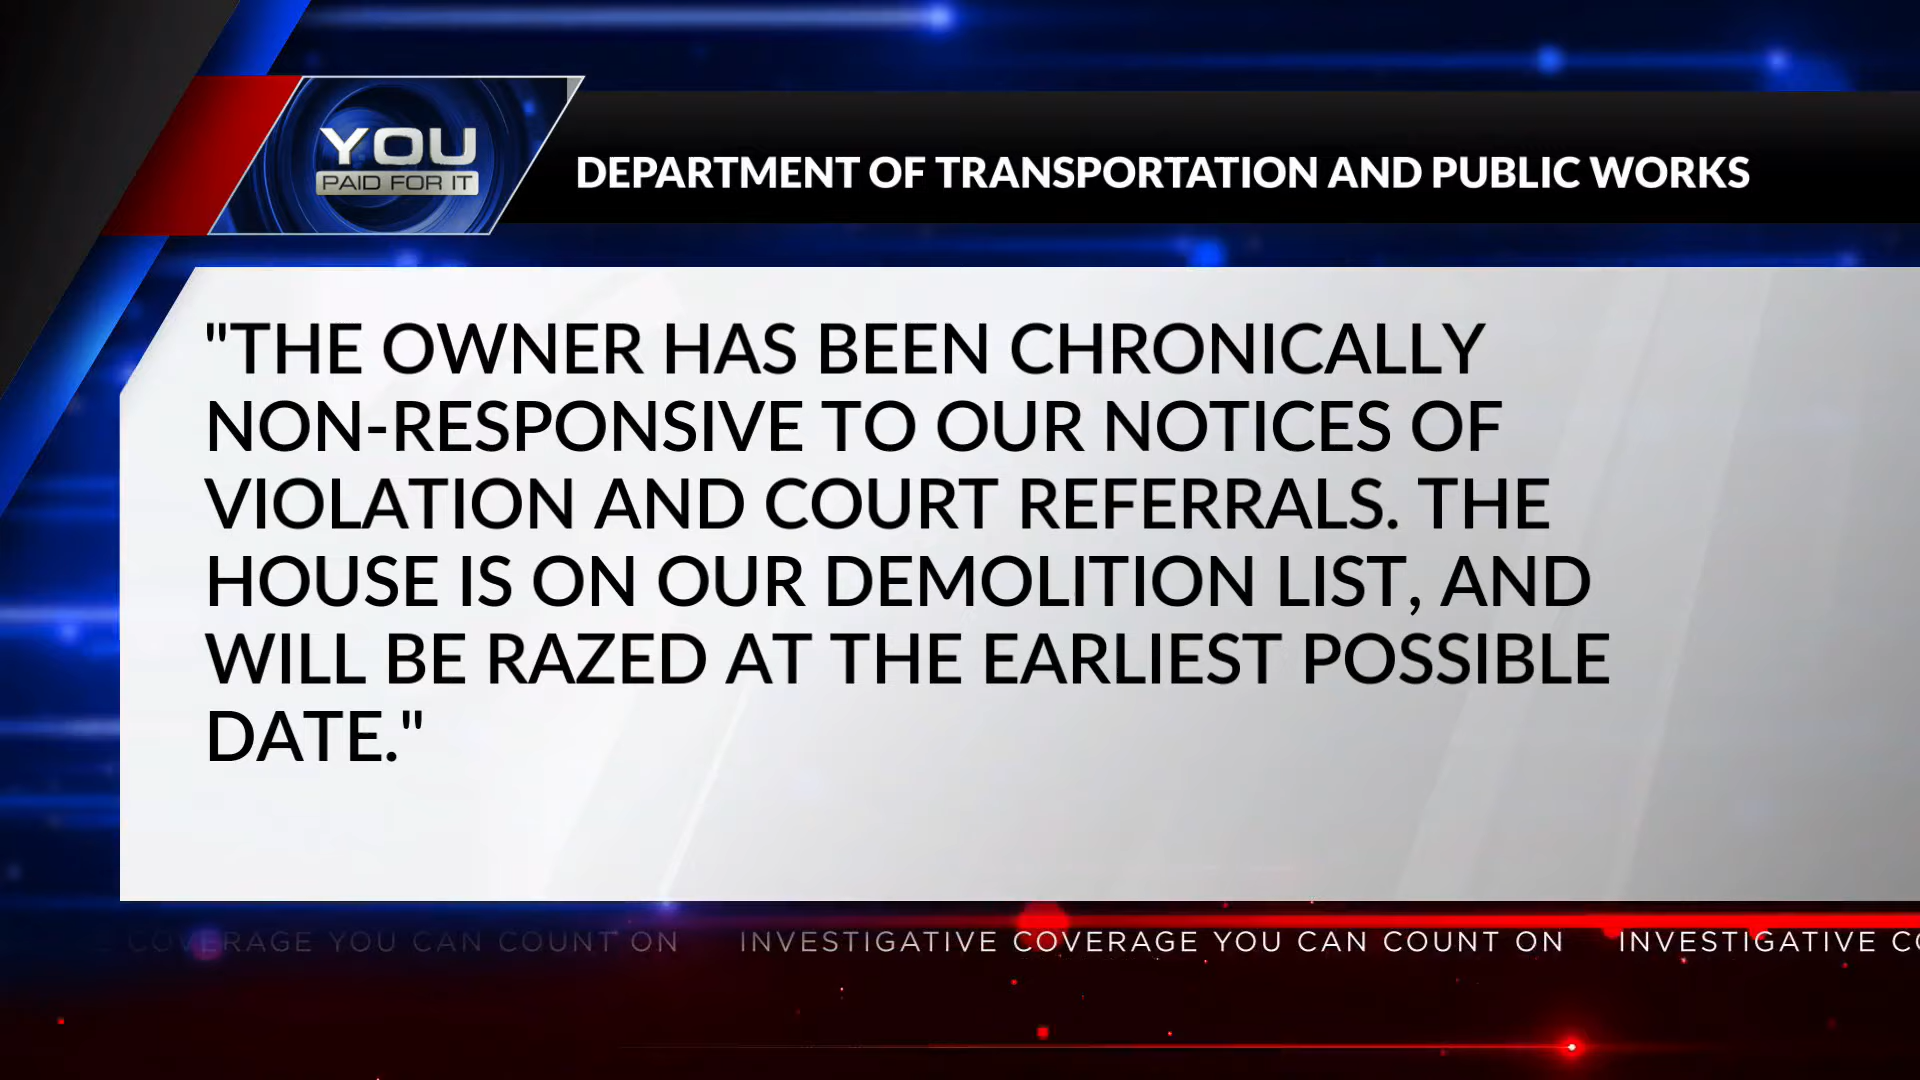 YOU
PAID FOR IT
DEPARTMENT OF TRANSPORTATION AND PUBLIC WORKS
"THE OWNER HAS BEEN CHRONICALLY
NON-RESPONSIVE TO OUR NOTICES OF
VIOLATION AND COURT REFERRALS. THE
HOUSE IS ON OUR DEMOLITION LIST, AND
WILL BE RAZED AT THE EARLIEST POSSIBLE
DATE."
E COVERAGE YOU CAN COUNT ON INVESTIGATIVE COVERAGE YOU CAN COUNT ON INVESTIGATIVE CO